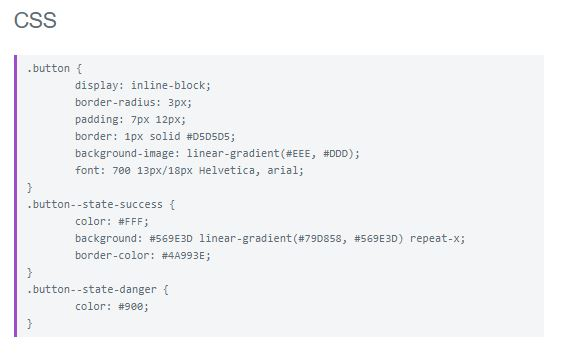 CSS
.button {
display: inline-block;
border-radius: 3px;
padding: 7px 12px;
border: 1px solid #D5D5D5;
background-image: linear-gradient(#EEE, #DDD);
font: 700 13px/18px Helvetica, arial;
}
.button--state-success {
color: #FFF;
background: #569E3D linear-gradient(#79D858, #569E3D) repeat-x;
border-color: #4A993E;
}
.button--state-danger {
color: #900;
}